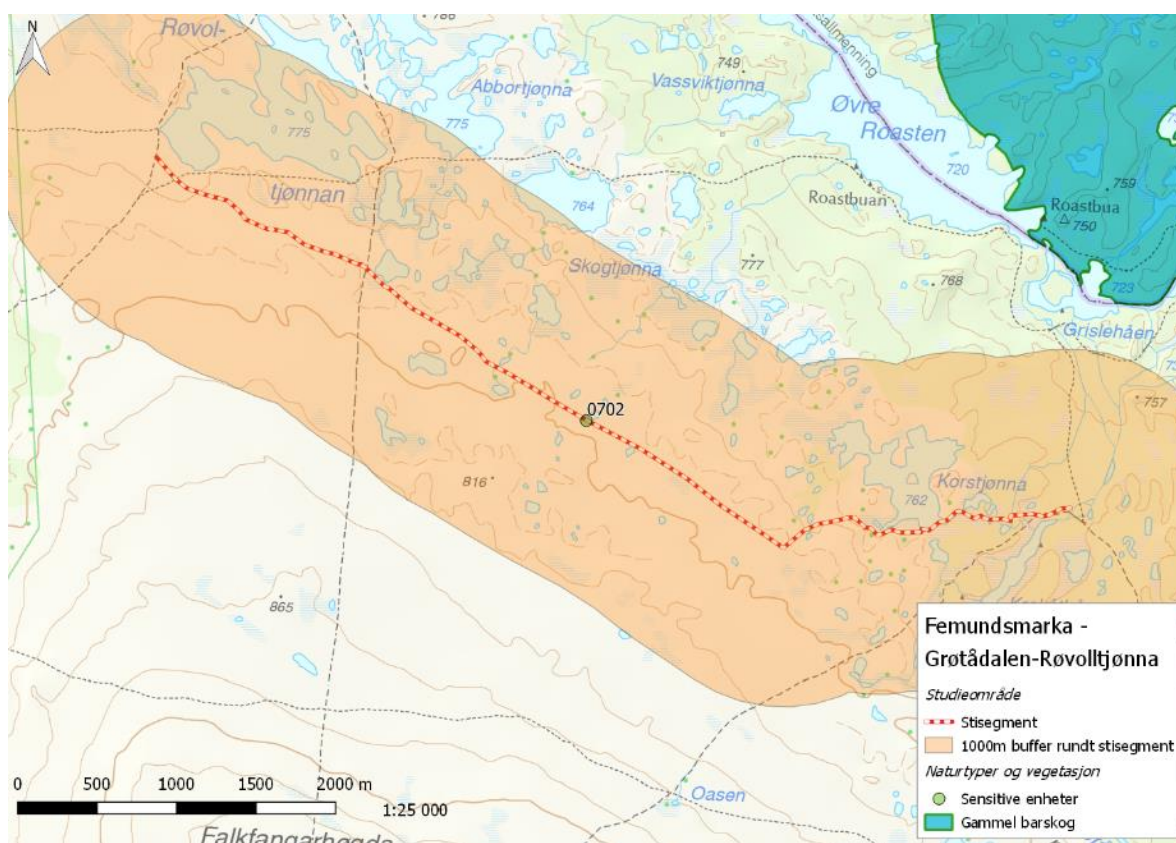 N
Røvol-
786
Abbortjønna
775
749
Vassviktjønna
Øvre
Roasten
720
775
tjønnan
764
Roastbuan
759
Roastbua
750
Skogtjønna
777
768
723
Grislehåen
757
0702
816
762
Korstjønna
865
Oasen
Falkfangarhøgda
0 500 1000 1500 2000 m
1:25 000
Femundsmarka -
Grøtådalen-Røvolltjønna
Studieområde
Stisegment
1000m buffer rundt stisegment
Naturtyper og vegetasjon
Sensitive enheter
Gammel barskog